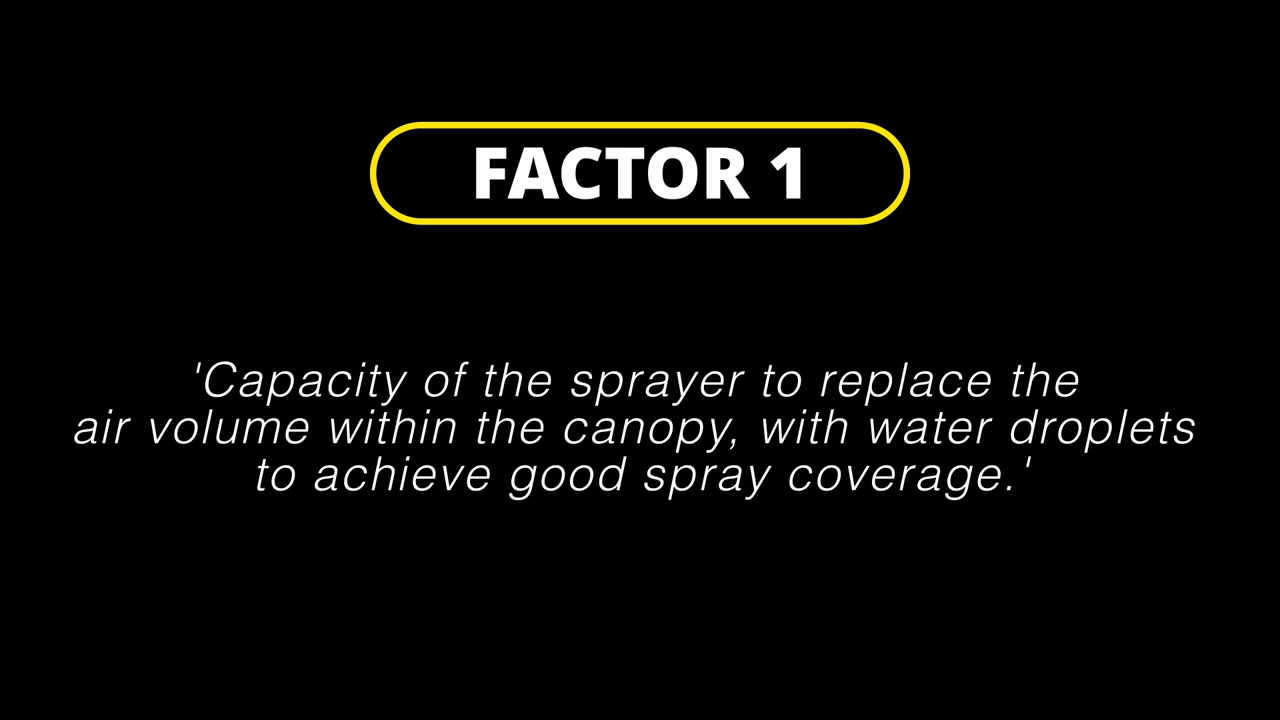 FACTOR 1
'Capacity of the sprayer to replace the
air volume within the canopy, with water droplets
to achieve good spray coverage.'